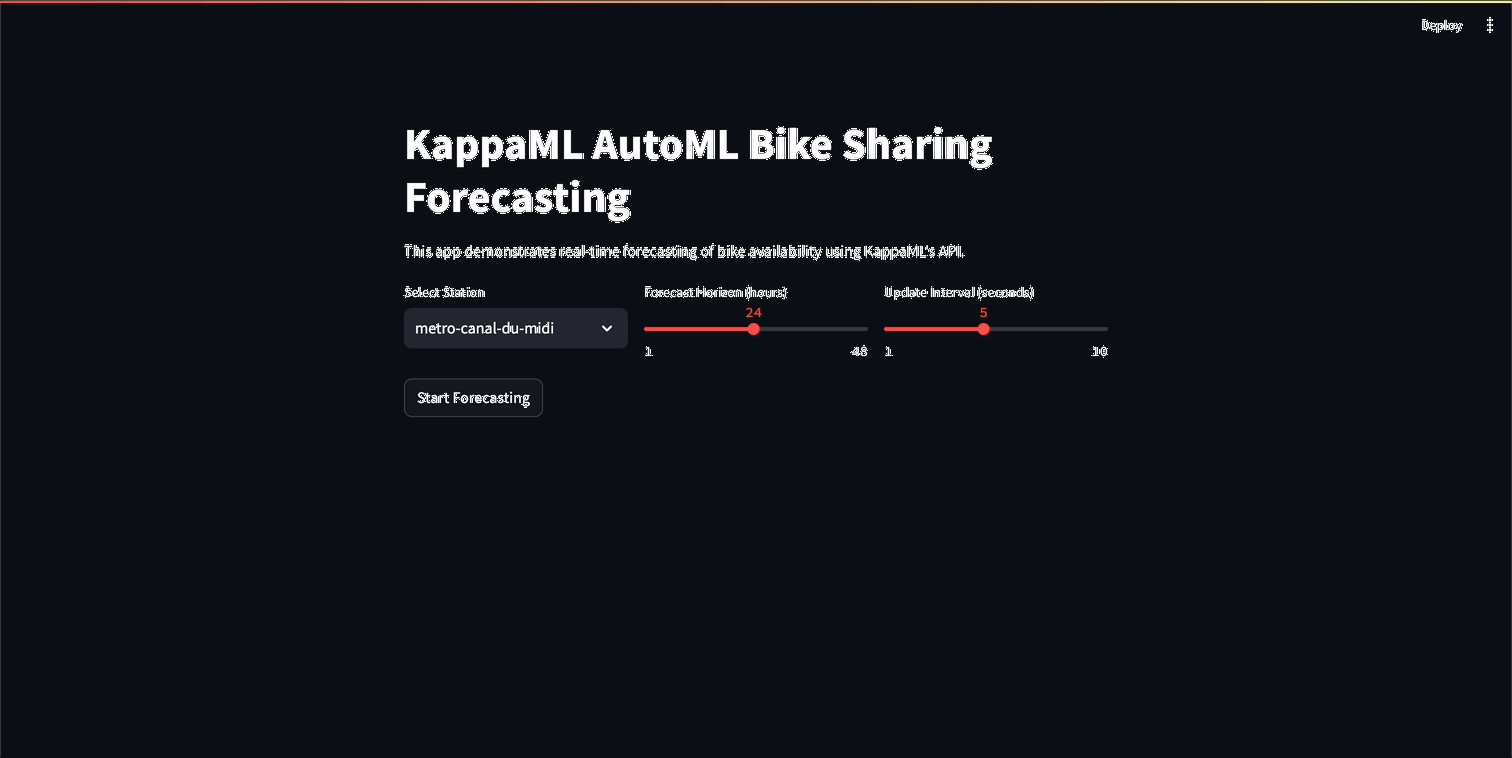 Deploy
KappaML AutoML Bike Sharing
Forecasting
This app demonstrates real-time forecasting of bike availability using KappaML's API.
Select Station
Forecast Horizon (hours)
Update Interval (seconds)
24
5
metro-canal-du-midi
1
48
1
10
Start Forecasting